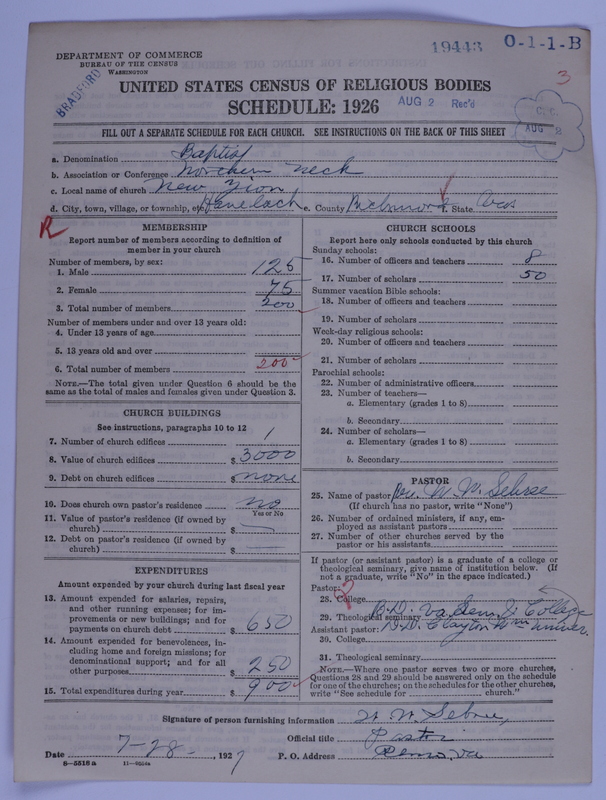 19443 0-1-1-B
DEPARTMENT OF COMMERCE
BUREAU OF THE CENSUS
WASHINGTON
BRADFORD
3
UNITED STATES CENSUS OF RELIGIOUS BODIES
SCHEDULE: 1926 AUG 2 Rec'd
AUG 2
FILL OUT A SEPARATE SCHEDULE FOR EACH CHURCH. SEE INSTRUCTIONS ON THE BACK OF THIS SHEET
a. Denomination Baptist
b. Association or Conference Northern Neck
c. Local name of church New Zion
d. City, town, village, or township, etc. e. County Richmond f. State Va
R
MEMBERSHIP
Report number of members according to definition of
member in your church
Number of members, by sex:
1. Male 125
2. Female 75
3. Total number of members 200
Number of members under and over 13 years old:
4. Under 13 years of age
5. 13 years old and over
6. Total number of members 200
NOTE.—The total given under Question 6 should be the
same as the total of males and females given under Question 3.
CHURCH BUILDINGS
See instructions, paragraphs 10 to 12
7. Number of church edifices 1
8. Value of church edifices $ 3000
9. Debt on church edifices $ none
10. Does church own pastor's residence no
Yes or No
11. Value of pastor's residence (if owned by
church) $ —
12. Debt on pastor's residence (if owned by
church) $ —
EXPENDITURES
Amount expended by your church during last fiscal year
13. Amount expended for salaries, repairs,
and other running expenses; for im-
provements or new buildings; and for
payments on church debt $ 650
14. Amount expended for benevolences, in-
cluding home and foreign missions; for
denominational support; and for all
other purposes $ 250
15. Total expenditures during year $ 900
CHURCH SCHOOLS
Report here only schools conducted by this church
Sunday schools:
16. Number of officers and teachers 8
17. Number of scholars 50
Summer vacation Bible schools:
18. Number of officers and teachers
19. Number of scholars
Week-day religious schools:
20. Number of officers and teachers
21. Number of scholars
Parochial schools:
22. Number of administrative officers
23. Number of teachers—
a. Elementary (grades 1 to 8)
b. Secondary
24. Number of scholars—
a. Elementary (grades 1 to 8)
b. Secondary
PASTOR
25. Name of pastor Rev. W. W. Sebree
(If church has no pastor, write "None")
26. Number of ordained ministers, if any, em-
ployed as assistant pastors
27. Number of other churches served by the
pastor or his assistants
If pastor (or assistant pastor) is a graduate of a college or
theological seminary, give name of institution below. (If
not a graduate, write "No" in the space indicated.)
Pastor:
28. College
29. Theological seminary B.D. Va. Sem. & College
Assistant pastor: D.D. Clayton Wm Univer.
30. College
31. Theological seminary
NOTE.—Where one pastor serves two or more churches,
Questions 28 and 29 should be answered only on the schedule
for one of the churches; on the schedules for the other churches,
write "See schedule for church."
Signature of person furnishing information W. W. Sebree,
Official title Pastor
Date 7-28-, 1927 P. O. Address Va
8—5518 a